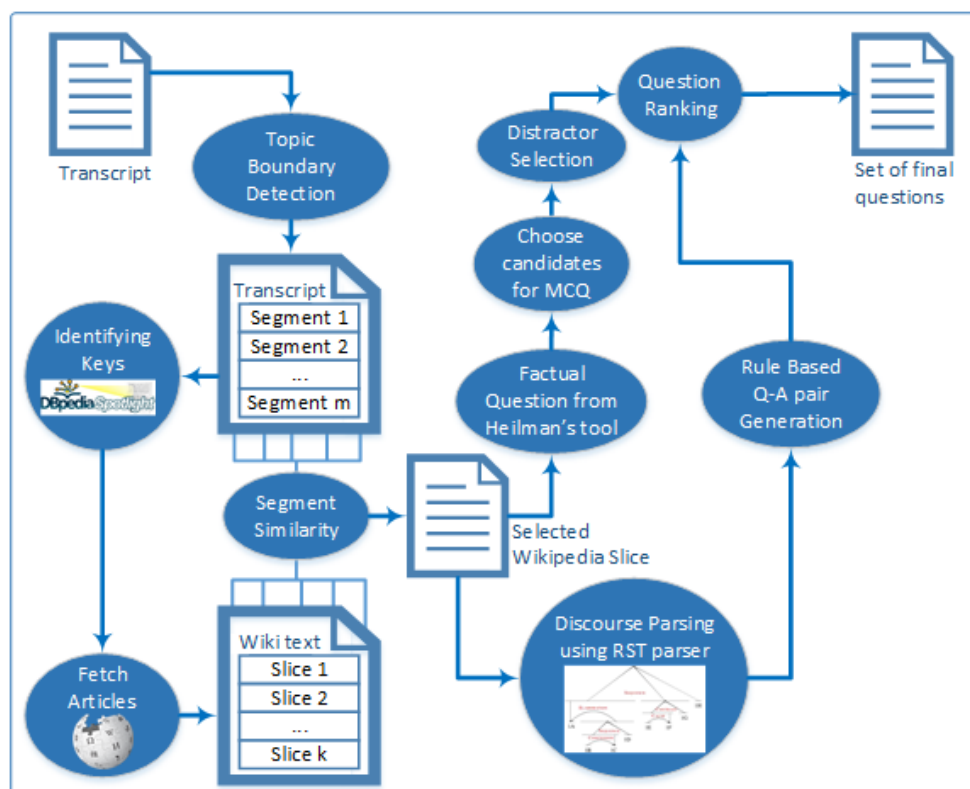 Transcript
Topic
Boundary
Detection
Transcript
Segment 1
Segment 2
...
Segment m
Identifying
Keys
DBpedia Spotlight
Fetch
Articles
Wiki text
Slice 1
Slice 2
...
Slice k
Segment
Similarity
Selected
Wikipedia Slice
Factual
Question from
Heilman's tool
Choose
candidates
for MCQ
Distractor
Selection
Question
Ranking
Set of final
questions
Discourse Parsing
using RST parser
Rule Based
Q-A pair
Generation